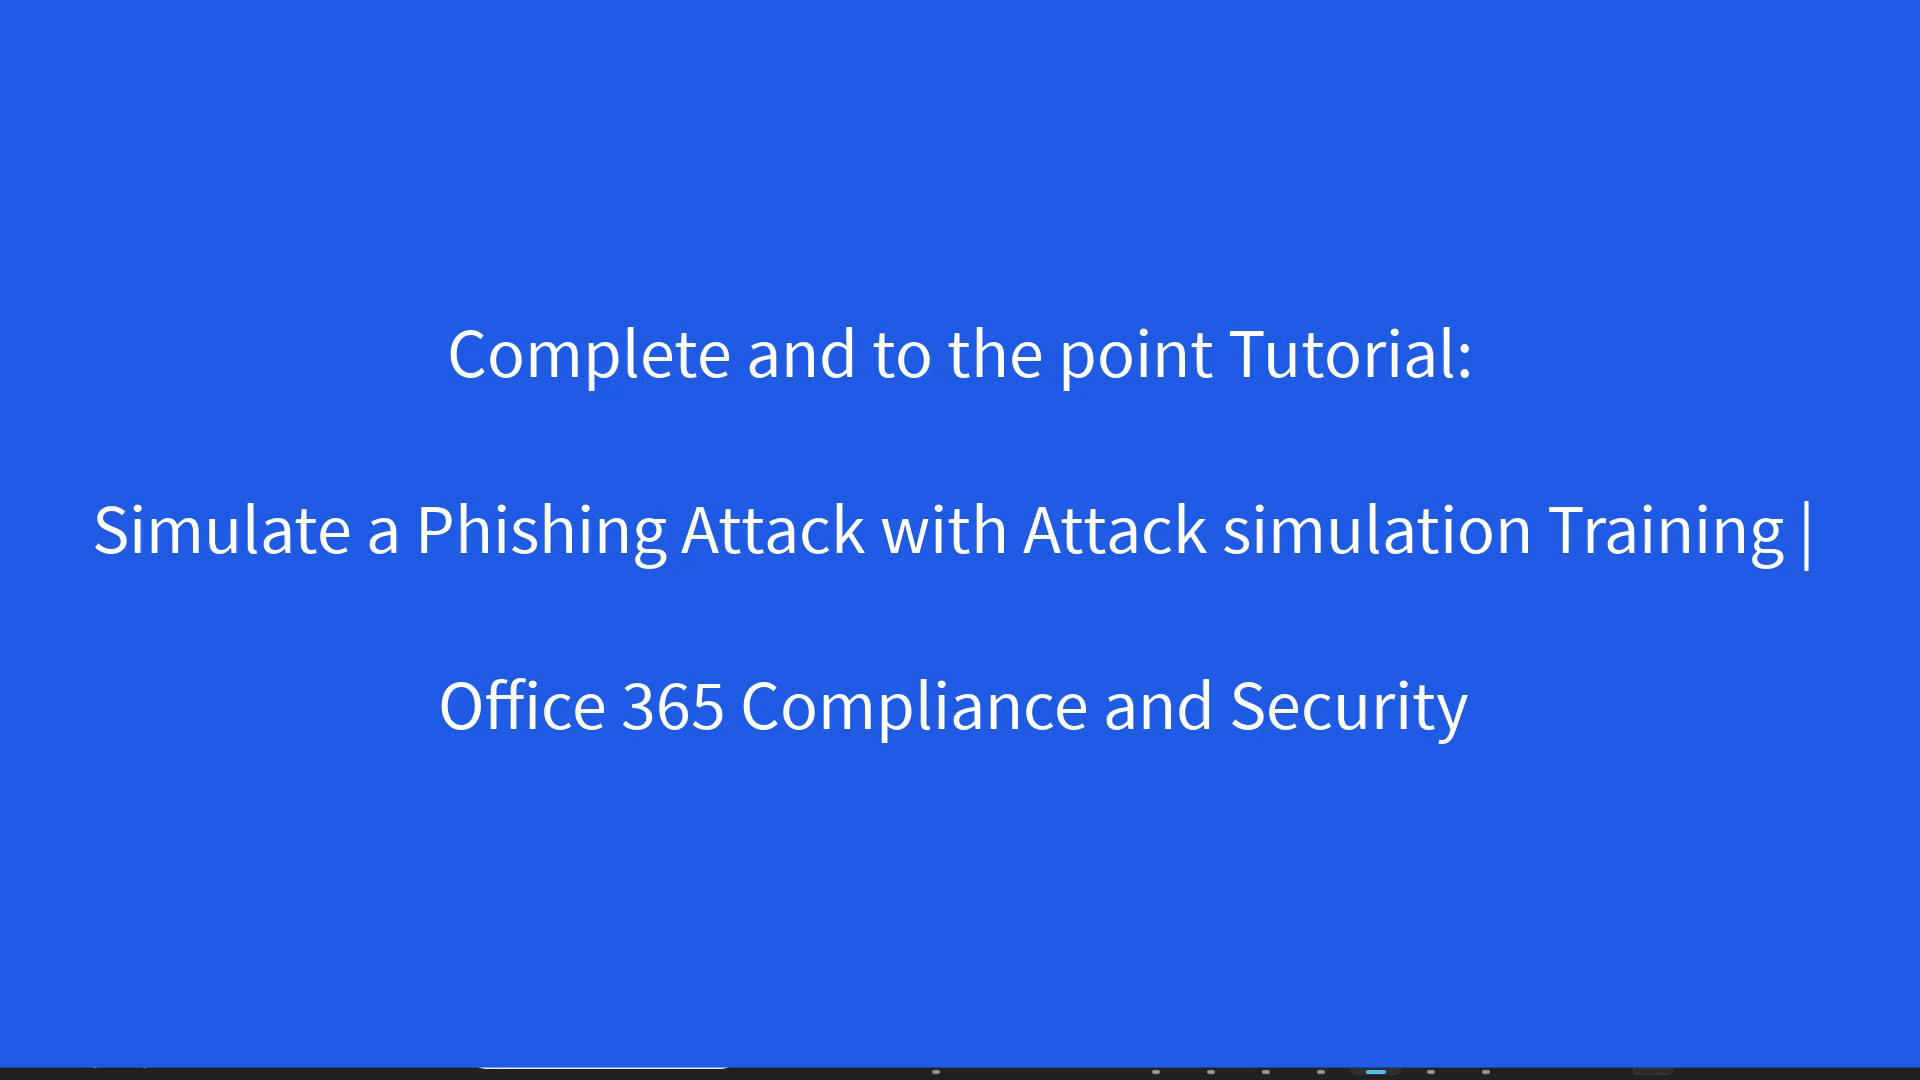 Complete and to the point Tutorial:
Simulate a Phishing Attack with Attack simulation Training |
Office 365 Compliance and Security